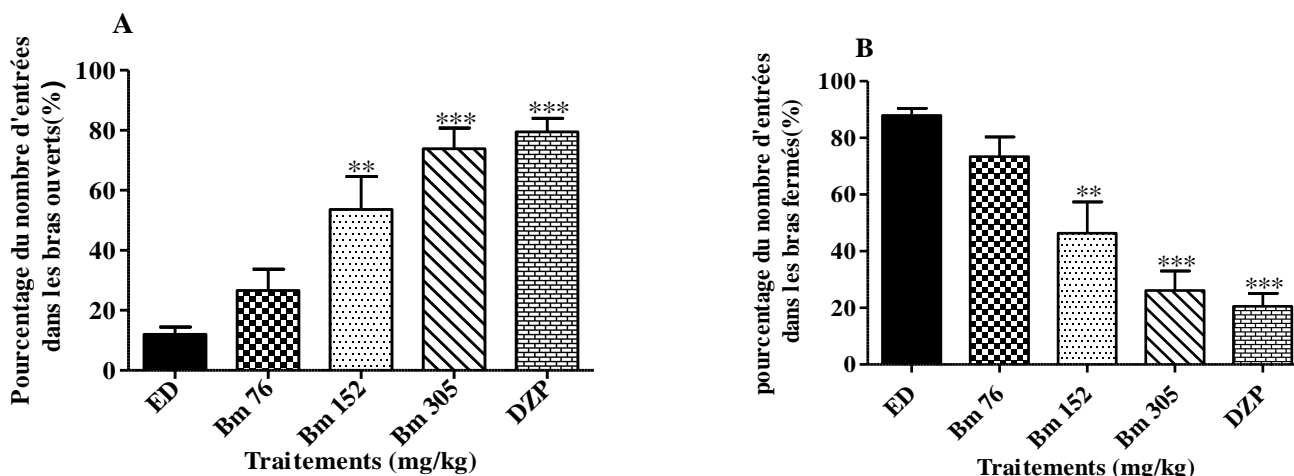 A
Pourcentage du nombre d'entrées
dans les bras ouverts(%)
100
80
60
40
20
0
**
***
***
ED
Bm 76
Bm 152
Bm 305
DZP
Traitements (mg/kg)
B
pourcentage du nombre d'entrées
dans les bras fermés(%)
100
80
60
40
20
0
**
***
***
ED
Bm 76
Bm 152
Bm 305
DZP
Traitements (mg/kg)